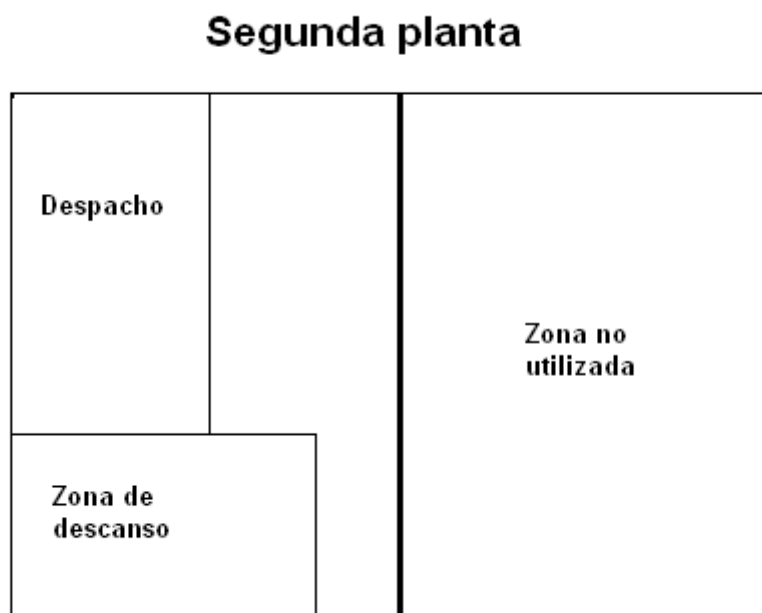 Segunda planta
Despacho
Zona no
utilizada
Zona de
descanso